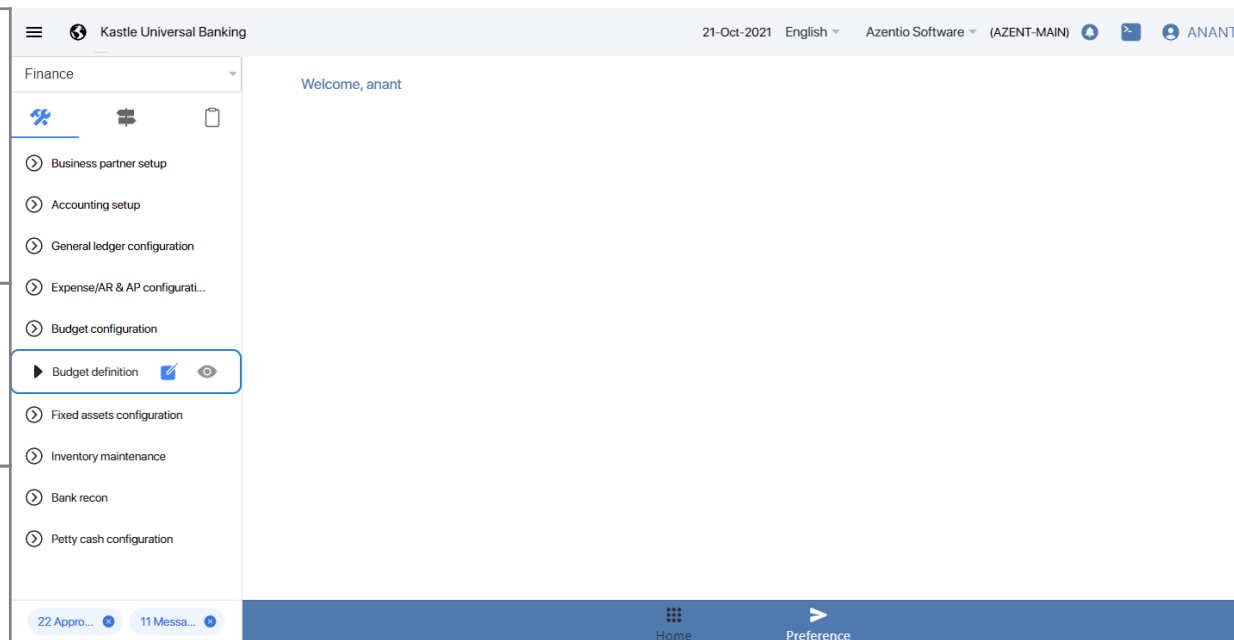 Kastle Universal Banking
21-Oct-2021 English Azentio Software (AZENT-MAIN) ANANT
Finance
Welcome, anant
Business partner setup
Accounting setup
General ledger configuration
Expense/AR & AP configurati...
Budget configuration
Budget definition
Fixed assets configuration
Inventory maintenance
Bank recon
Petty cash configuration
22 Appro... 11 Messa...
Home Preference